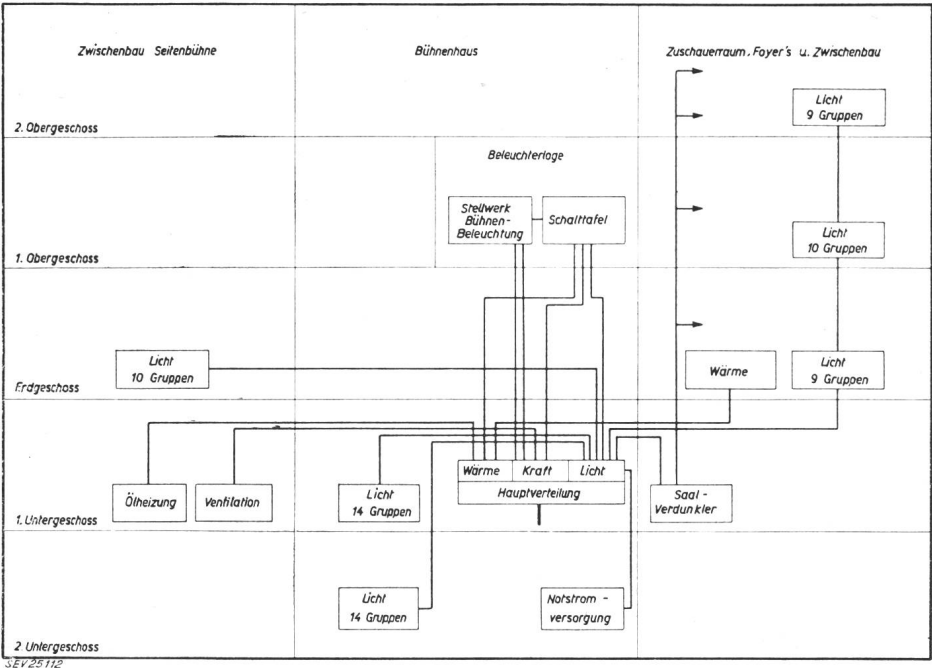 Zwischenbau Seitenbühne
Bühnenhaus
Zuschauerraum, Foyer's u. Zwischenbau
Licht
9 Gruppen
2. Obergeschoss
Beleuchterloge
Stellwerk
Bühnen-
Beleuchtung
Schalttafel
Licht
10 Gruppen
1. Obergeschoss
Licht
10 Gruppen
Wärme
Licht
9 Gruppen
Erdgeschoss
Wärme
Kraft
Licht
Hauptverteilung
Ölheizung
Ventilation
Licht
14 Gruppen
Saal-
Verdunkler
1. Untergeschoss
Licht
14 Gruppen
Notstrom-
versorgung
2 Untergeschoss
SEV25112